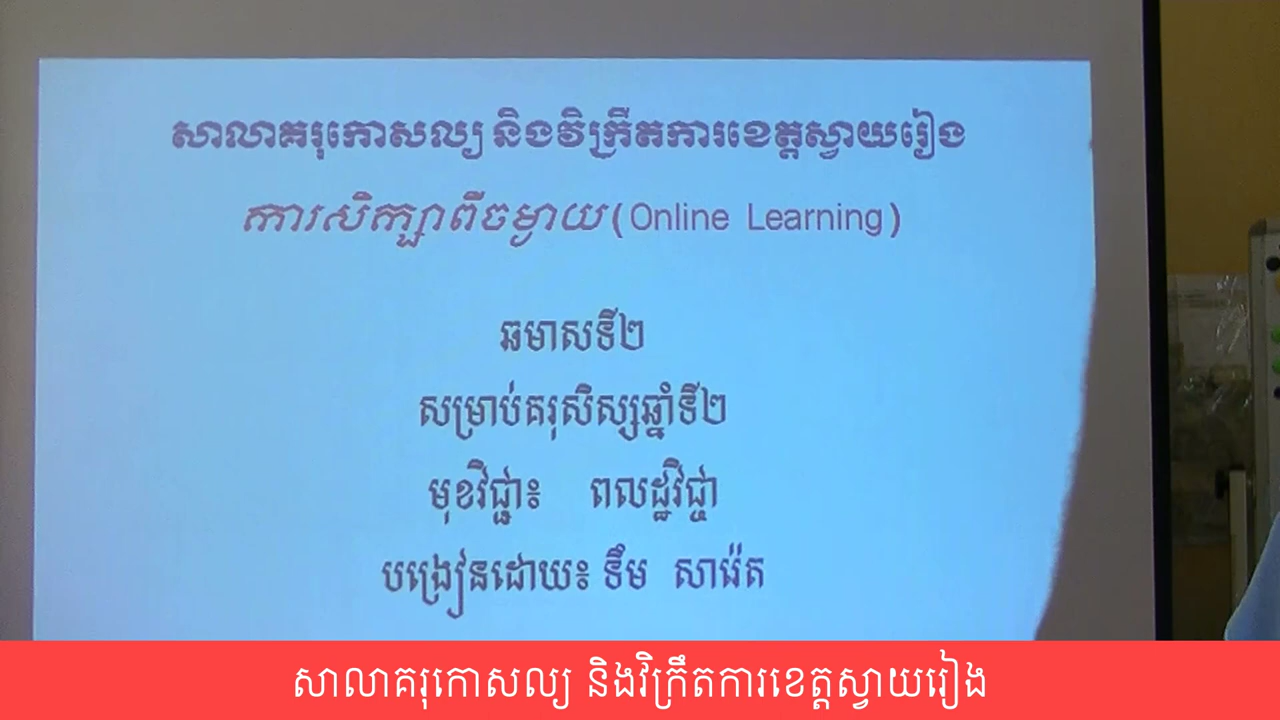 សាលាគរុកោសល្យ និងវិក្រឹតការខេត្តស្វាយរៀង
ការសិក្សាពីចម្ងាយ(Online Learning)
ឆមាសទី២
សម្រាប់គរុសិស្សឆ្នាំទី២
មុខវិជ្ជា៖ ពលរដ្ឋវិជ្ជា
បង្រៀនដោយ៖ ទឹម សារ៉េត
សាលាគរុកោសល្យ និងវិក្រឹតការខេត្តស្វាយរៀង